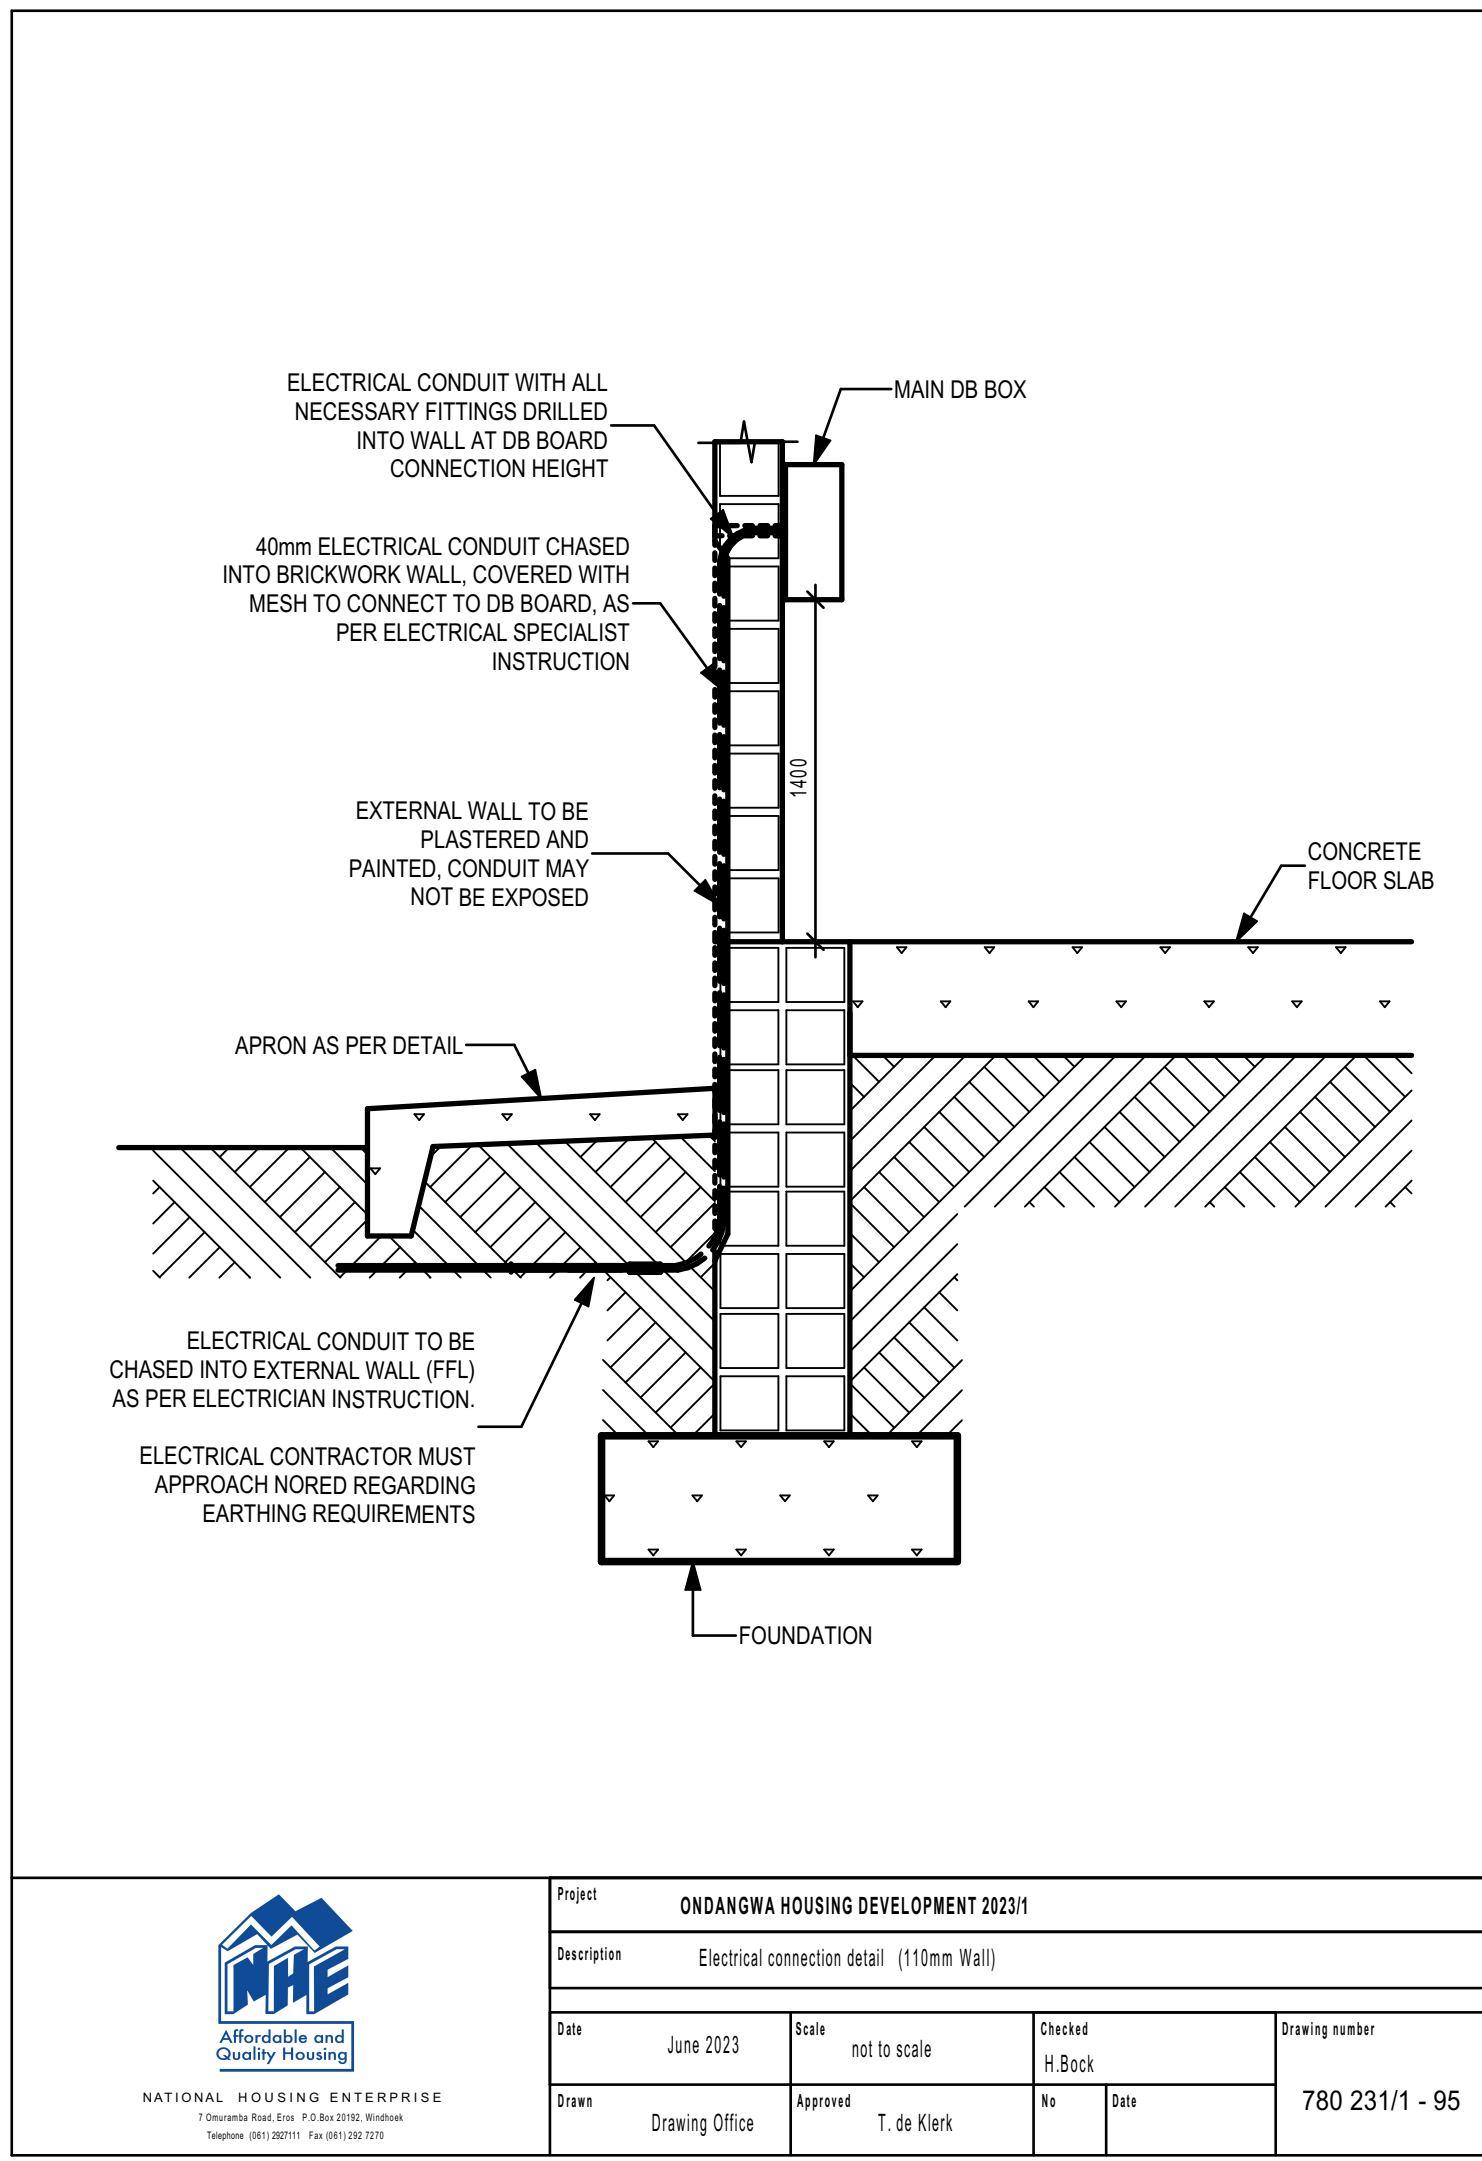 ELECTRICAL CONDUIT WITH ALL
NECESSARY FITTINGS DRILLED
INTO WALL AT DB BOARD
CONNECTION HEIGHT
MAIN DB BOX
40mm ELECTRICAL CONDUIT CHASED
INTO BRICKWORK WALL, COVERED WITH
MESH TO CONNECT TO DB BOARD, AS
PER ELECTRICAL SPECIALIST
INSTRUCTION
1400
EXTERNAL WALL TO BE
PLASTERED AND
PAINTED, CONDUIT MAY
NOT BE EXPOSED
CONCRETE
FLOOR SLAB
APRON AS PER DETAIL
ELECTRICAL CONDUIT TO BE
CHASED INTO EXTERNAL WALL (FFL)
AS PER ELECTRICIAN INSTRUCTION.
ELECTRICAL CONTRACTOR MUST
APPROACH NORED REGARDING
EARTHING REQUIREMENTS
FOUNDATION
NHE
Affordable and
Quality Housing
NATIONAL HOUSING ENTERPRISE
7 Omuramba Road, Eros P.O.Box 20192, Windhoek
Telephone (061) 2927111 Fax (061) 292 7270
Project
ONDANGWA HOUSING DEVELOPMENT 2023/1
Description
Electrical connection detail (110mm Wall)
Date
June 2023
Scale
not to scale
Checked
H.Bock
Drawing number
780 231/1 - 95
Drawn
Drawing Office
Approved
T. de Klerk
No
Date